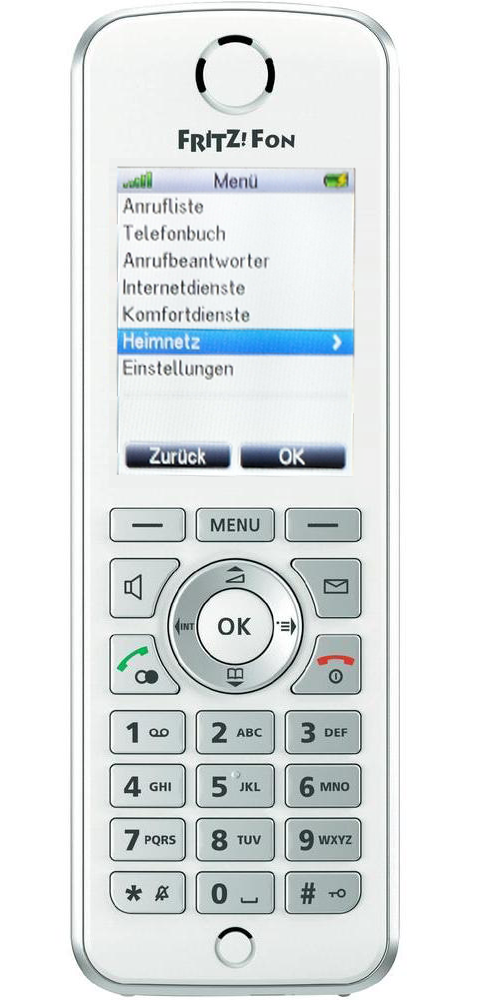 FRITZ! FON
Menü
Anrufliste
Telefonbuch
Anrufbeantworter
Internetdienste
Komfortdienste
Heimnetz
Einstellungen
Zurück OK
MENU
INT OK
1 2 ABC 3 DEF
4 GHI 5 JKL 6 MNO
7 PQRS 8 TUV 9 WXYZ
* 0 #